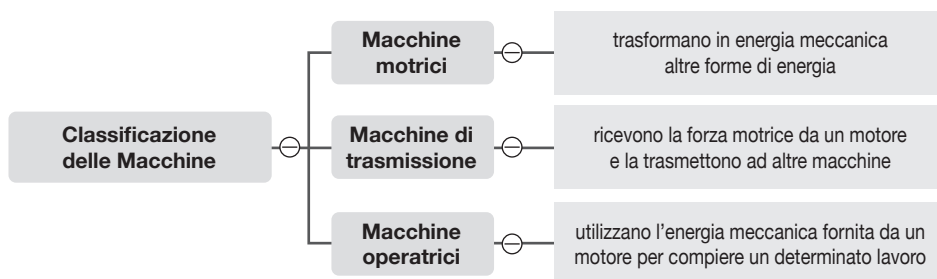 Classificazione
delle Macchine
Macchine
motrici
trasformano in energia meccanica
altre forme di energia
Macchine di
trasmissione
ricevono la forza motrice da un motore
e la trasmettono ad altre macchine
Macchine
operatrici
utilizzano l’energia meccanica fornita da un
motore per compiere un determinato lavoro